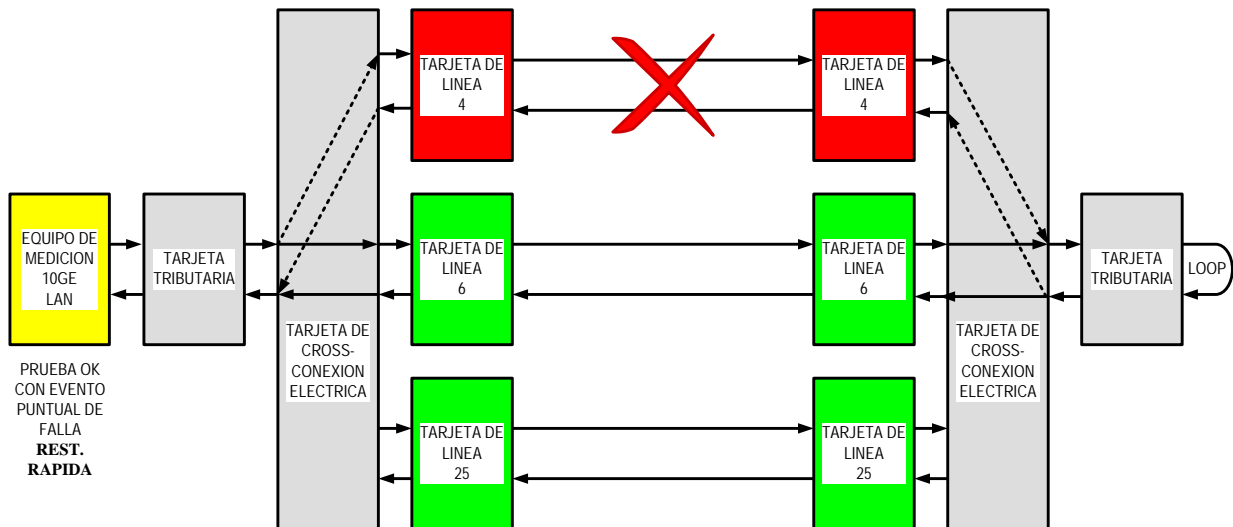 TARJETA DE
LINEA
4
TARJETA DE
LINEA
4
EQUIPO DE
MEDICION
10GE
LAN
TARJETA
TRIBUTARIA
TARJETA DE
LINEA
6
TARJETA DE
LINEA
6
TARJETA
TRIBUTARIA
LOOP
TARJETA DE
CROSS-
CONEXION
ELECTRICA
TARJETA DE
CROSS-
CONEXION
ELECTRICA
PRUEBA OK
CON EVENTO
PUNTUAL DE
FALLA
REST.
RAPIDA
TARJETA DE
LINEA
25
TARJETA DE
LINEA
25